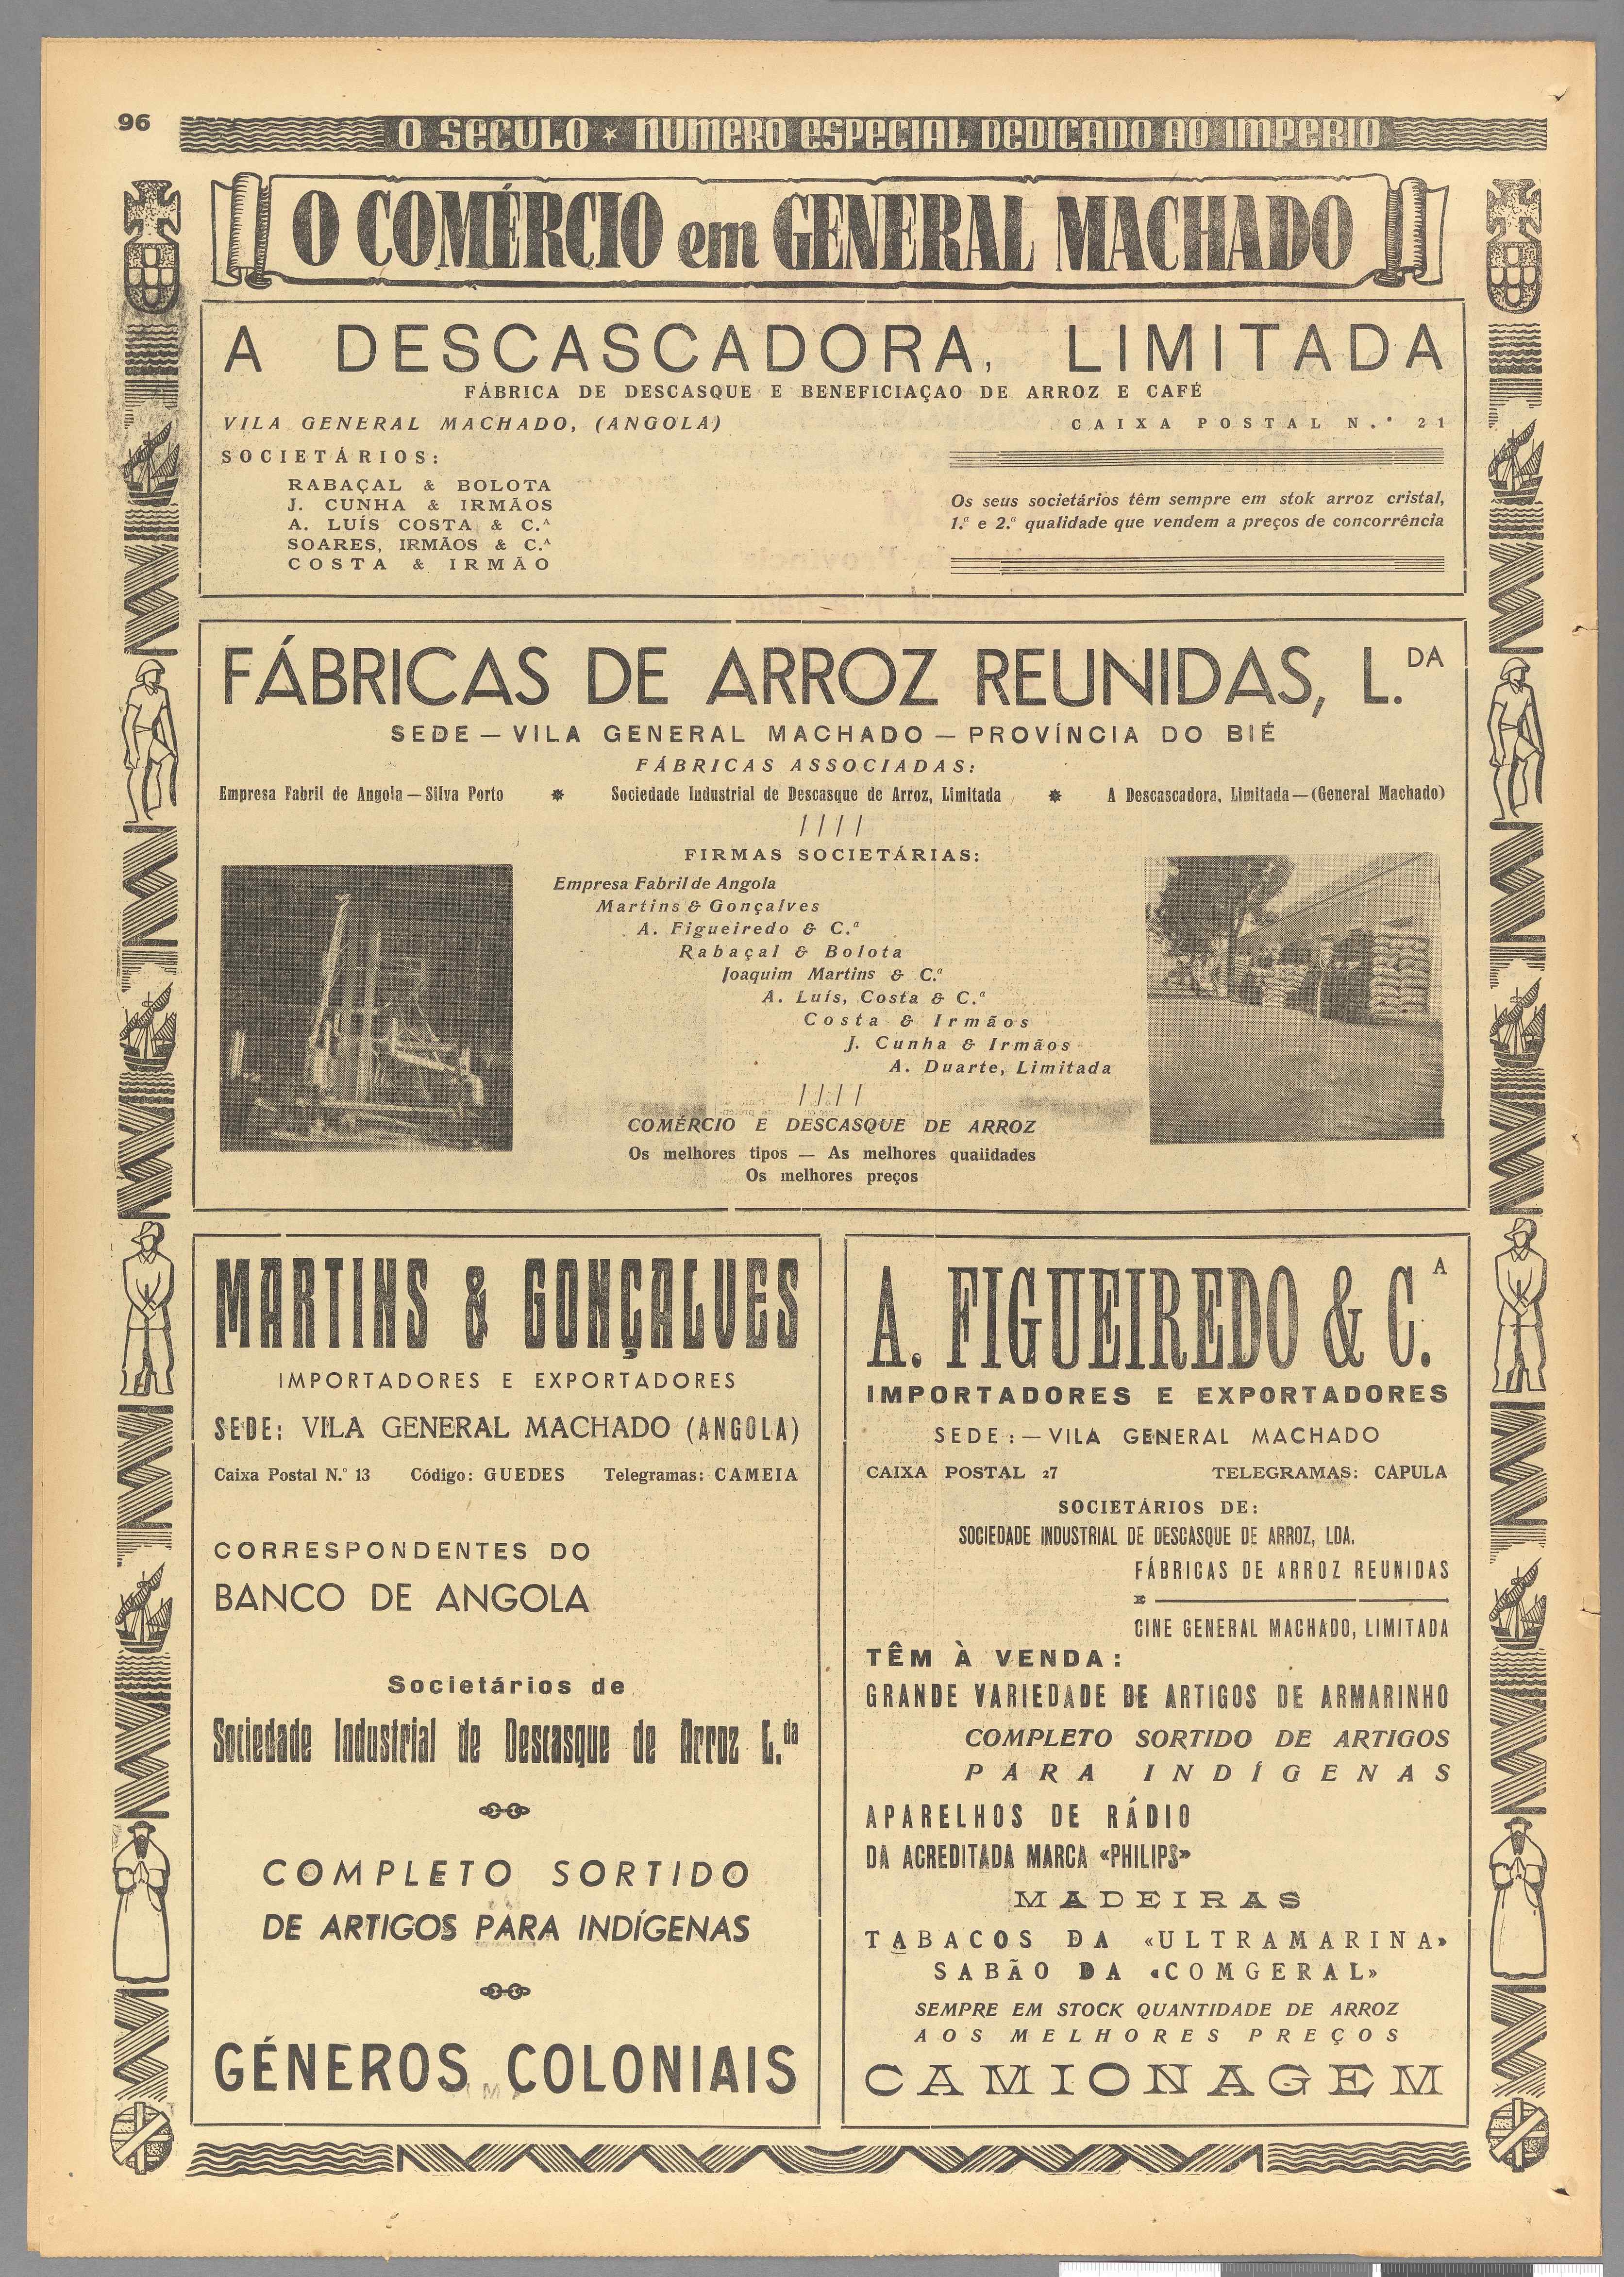 96
O SECULO * NUMERO ESPECIAL DEDICADO AO IMPERIO
O COMÉRCIO em GENERAL MACHADO
A DESCASCADORA, LIMITADA
FÁBRICA DE DESCASQUE E BENEFICIAÇAO DE ARROZ E CAFÉ
VILA GENERAL MACHADO, (ANGOLA)
CAIXA POSTAL N.º 21
SOCIETÁRIOS:
RABAÇAL & BOLOTA
J. CUNHA & IRMÃOS
A. LUÍS COSTA & C.ᴬ
SOARES, IRMÃOS & C.ᴬ
COSTA & IRMÃO
Os seus societários têm sempre em stok arroz cristal,
1.ª e 2.ª qualidade que vendem a preços de concorrência
FÁBRICAS DE ARROZ REUNIDAS, L.DA
SEDE — VILA GENERAL MACHADO — PROVÍNCIA DO BIÉ
FÁBRICAS ASSOCIADAS:
Empresa Fabril de Angola — Silva Porto * Sociedade Industrial de Descasque de Arroz, Limitada * A Descascadora, Limitada — (General Machado)
////
FIRMAS SOCIETÁRIAS:
Empresa Fabril de Angola
Martins & Gonçalves
A. Figueiredo & C.ª
Rabaçal & Bolota
Joaquim Martins & C.ª
A. Luís, Costa & C.ª
Costa & Irmãos
J. Cunha & Irmãos
A. Duarte, Limitada
////
COMÉRCIO E DESCASQUE DE ARROZ
Os melhores tipos — As melhores qualidades
Os melhores preços
MARTINS & GONÇALVES
IMPORTADORES E EXPORTADORES
SEDE: VILA GENERAL MACHADO (ANGOLA)
Caixa Postal N.º 13 Código: GUEDES Telegramas: CAMEIA
CORRESPONDENTES DO
BANCO DE ANGOLA
Societários de
Sociedade Industrial de Descasque de Arroz L.da
COMPLETO SORTIDO
DE ARTIGOS PARA INDÍGENAS
GÉNEROS COLONIAIS
A. FIGUEIREDO & C.A
IMPORTADORES E EXPORTADORES
SEDE: — VILA GENERAL MACHADO
CAIXA POSTAL 27 TELEGRAMAS: CAPULA
SOCIETÁRIOS DE:
SOCIEDADE INDUSTRIAL DE DESCASQUE DE ARROZ, LDA.
FÁBRICAS DE ARROZ REUNIDAS
E
CINE GENERAL MACHADO, LIMITADA
TÊM À VENDA:
GRANDE VARIEDADE DE ARTIGOS DE ARMARINHO
COMPLETO SORTIDO DE ARTIGOS
PARA INDÍGENAS
APARELHOS DE RÁDIO
DA ACREDITADA MARCA «PHILIPS»
MADEIRAS
TABACOS DA «ULTRAMARINA»
SABÃO DA «COMGERAL»
SEMPRE EM STOCK QUANTIDADE DE ARROZ
AOS MELHORES PREÇOS
CAMIONAGEM